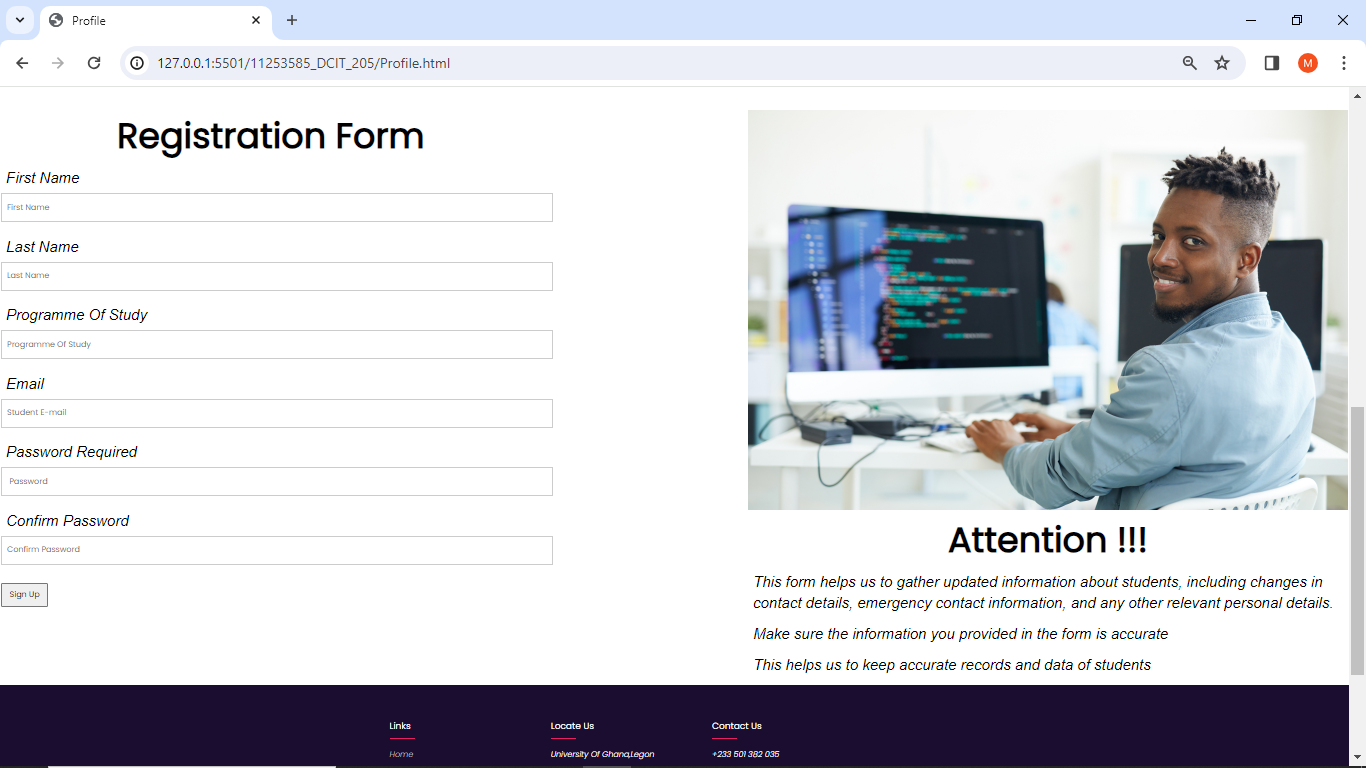 Profile
127.0.0.1:5501/11253585_DCIT_205/Profile.html
M
Registration Form
First Name
First Name
Last Name
Last Name
Programme Of Study
Programme Of Study
Email
Student E-mail
Password Required
Password
Confirm Password
Confirm Password
Sign Up
Attention !!!
This form helps us to gather updated information about students, including changes in
contact details, emergency contact information, and any other relevant personal details.
Make sure the information you provided in the form is accurate
This helps us to keep accurate records and data of students
Links
Home
Locate Us
University Of Ghana,Legon
Contact Us
+233 501 382 035